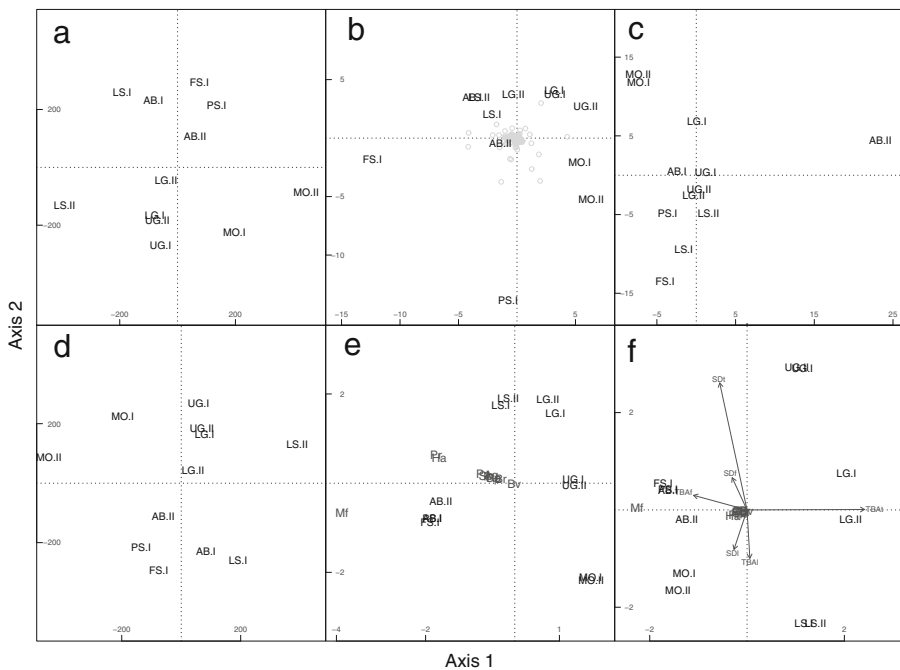 a
FS.I
LS.I
AB.I
PS.I
200
AB.II
LG.II
MO.II
LS.II
LG.I
UG.II
-200
MO.I
UG.I
-200
200
b
5
LG.I
AB.I
LS.II
LG.II
UG.I
UG.II
LS.I
AB.II
FS.I
MO.I
-5
MO.II
-10
PS.I
-15
-10
-5
5
c
15
MO.II
MO.I
LG.I
5
AB.II
AB.I
UG.I
UG.II
LG.II
-5
PS.I
LS.II
LS.I
FS.I
-15
-5
5
15
25
Axis 2
d
UG.I
MO.I
200
UG.II
LG.I
LS.II
MO.II
LG.II
AB.II
-200
PS.I
AB.I
LS.I
FS.I
-200
200
e
2
LS.II
LG.II
LS.I
LG.I
Pr
Ha
Bv
UG.I
UG.II
Mf
AB.II
FS.I
-2
MO.I
MO.II
-4
-2
1
f
UG.II
UG.I
SDt
2
SDf
LG.I
FS.I
AB.I
TBAf
Mf
TBAt
AB.II
LG.II
SDl
TBAl
MO.I
MO.II
-2
LS.I
LS.II
-2
2
Axis 1